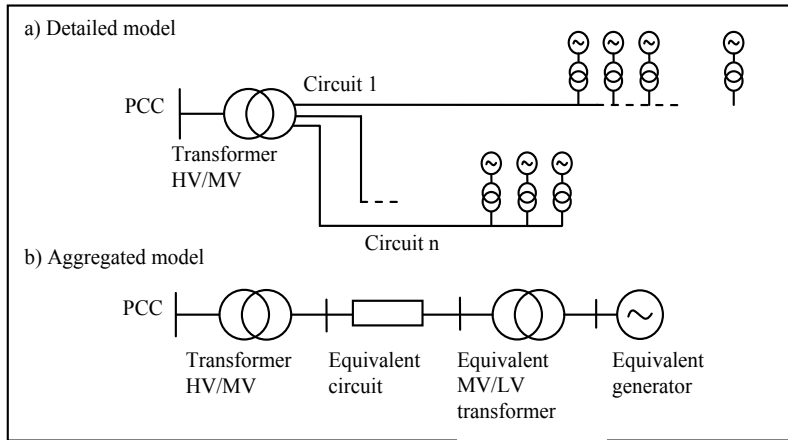 a) Detailed model
Circuit 1
PCC
Transformer
HV/MV
Circuit n
b) Aggregated model
PCC
Transformer
HV/MV
Equivalent
circuit
Equivalent
MV/LV
transformer
Equivalent
generator